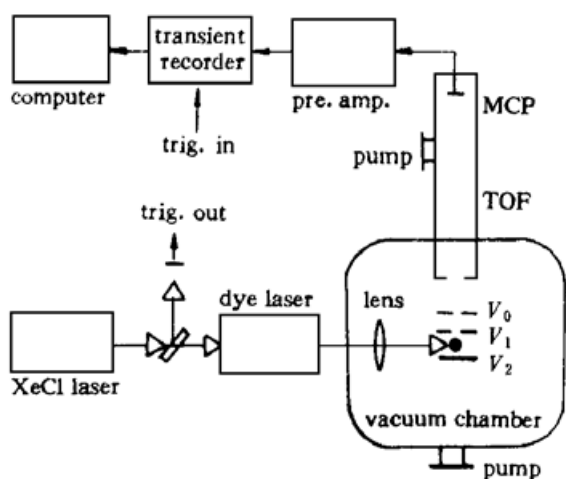 transient
recorder
computer
pre. amp.
MCP
trig. in
pump
TOF
trig. out
dye laser
lens
V₀
V₁
V₂
XeCl laser
vacuum chamber
pump